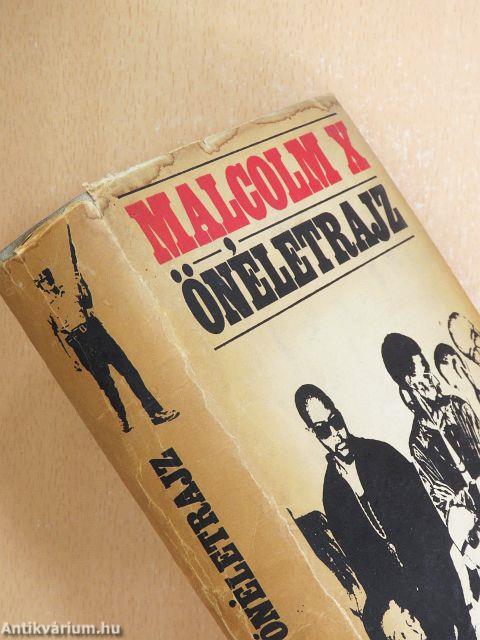 MALCOLM X
ÖNÉLETRAJZ
ÖNÉLETRAJZ
Antikvárium.hu